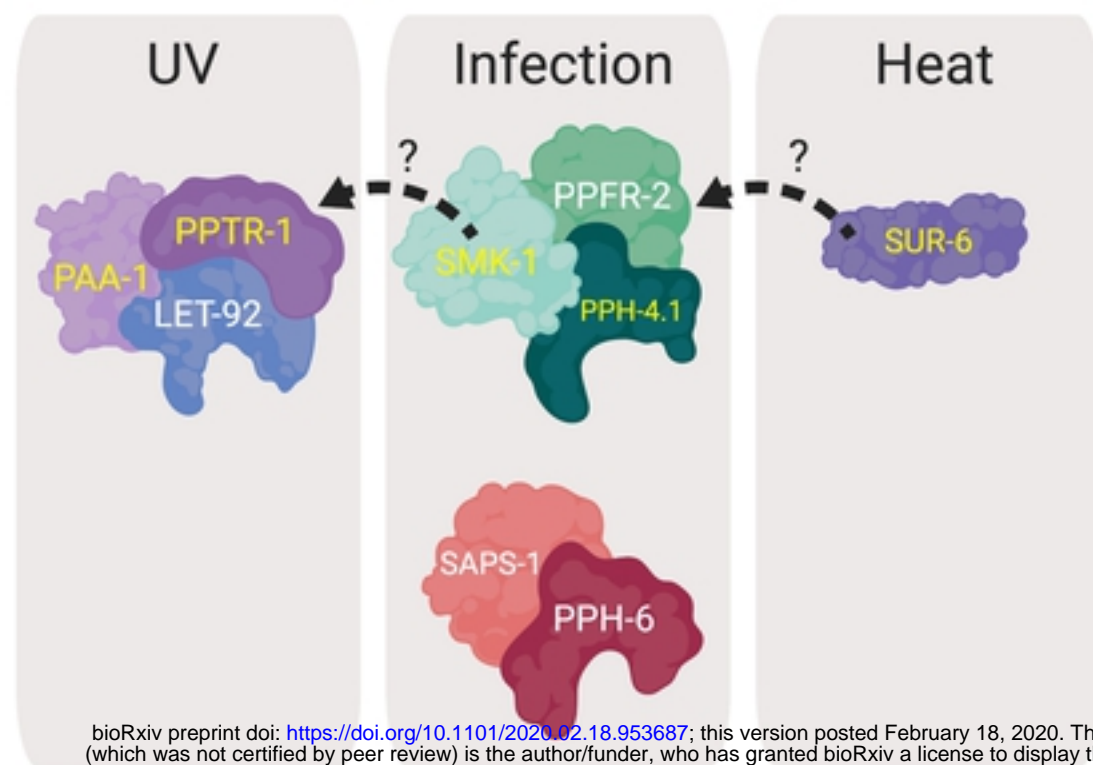 UV
Infection
Heat
?
?
PPFR-2
PPTR-1
SUR-6
SMK-1
PAA-1
LET-92
PPH-4.1
SAPS-1
PPH-6
bioRxiv preprint doi: https://doi.org/10.1101/2020.02.18.953687; this version posted February 18, 2020. Th
(which was not certified by peer review) is the author/funder, who has granted bioRxiv a license to display t